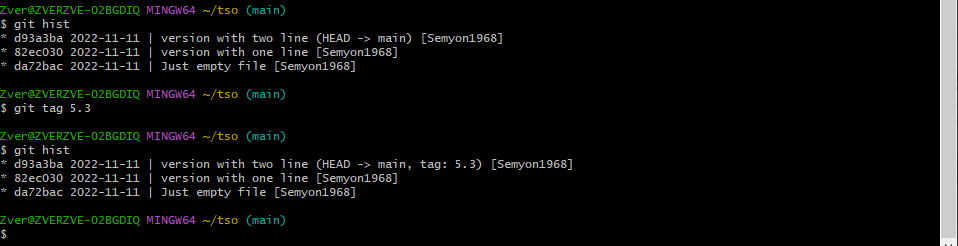 Zver@ZVERZVE-O2BGDIQ MINGW64 ~/tso (main)
$ git hist
* d93a3ba 2022-11-11 | version with two line (HEAD -> main) [Semyon1968]
* 82ec030 2022-11-11 | version with one line [Semyon1968]
* da72bac 2022-11-11 | Just empty file [Semyon1968]
Zver@ZVERZVE-O2BGDIQ MINGW64 ~/tso (main)
$ git tag 5.3
Zver@ZVERZVE-O2BGDIQ MINGW64 ~/tso (main)
$ git hist
* d93a3ba 2022-11-11 | version with two line (HEAD -> main, tag: 5.3) [Semyon1968]
* 82ec030 2022-11-11 | version with one line [Semyon1968]
* da72bac 2022-11-11 | Just empty file [Semyon1968]
Zver@ZVERZVE-O2BGDIQ MINGW64 ~/tso (main)
$